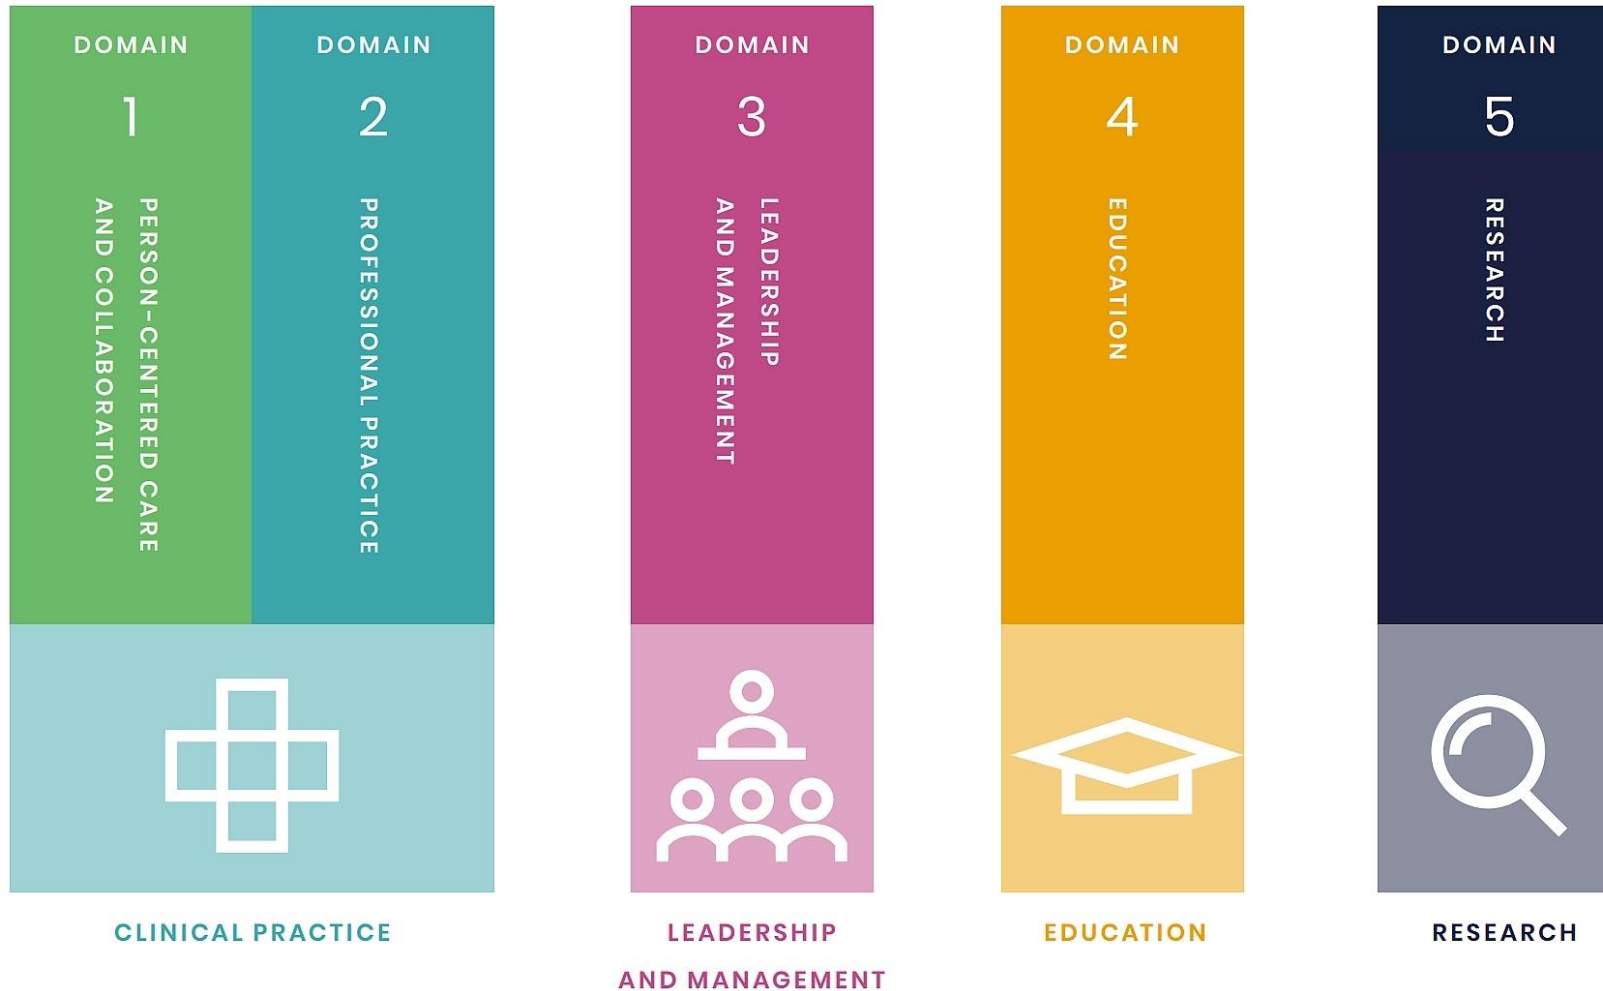 DOMAIN
1
PERSON-CENTERED CARE
AND COLLABORATION
DOMAIN
2
PROFESSIONAL PRACTICE
CLINICAL PRACTICE
DOMAIN
3
LEADERSHIP
AND MANAGEMENT
LEADERSHIP
AND MANAGEMENT
DOMAIN
4
EDUCATION
EDUCATION
DOMAIN
5
RESEARCH
RESEARCH